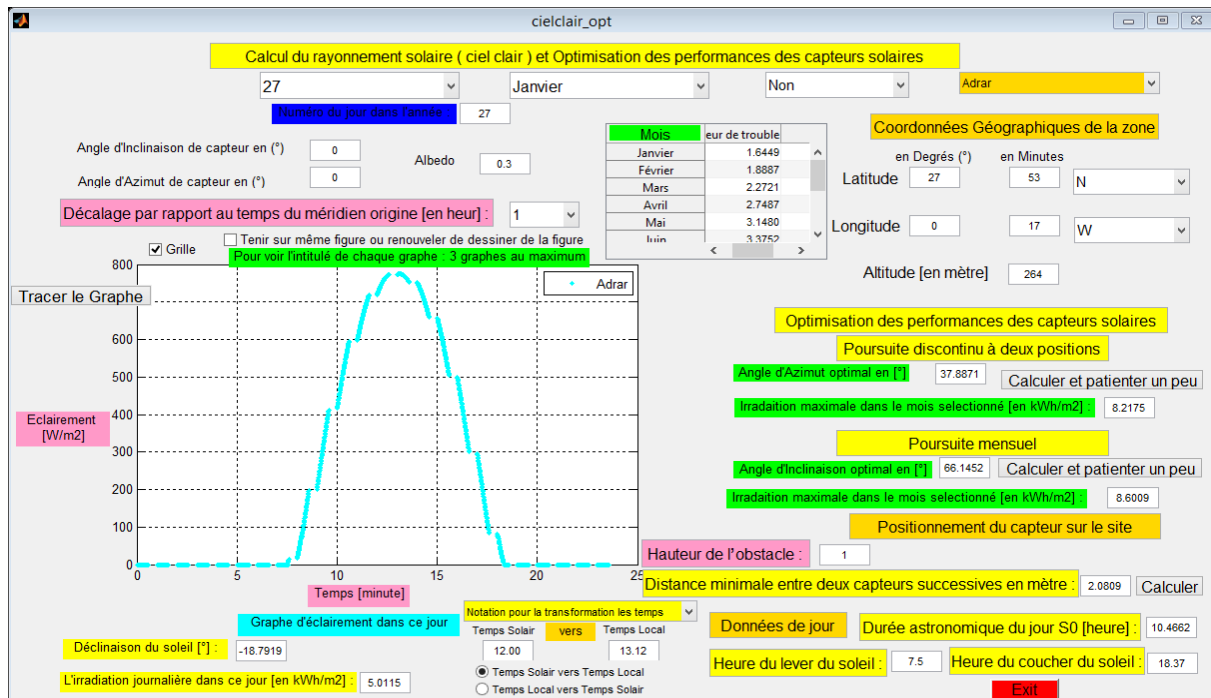 cielclair_opt
Calcul du rayonnement solaire ( ciel clair ) et Optimisation des performances des capteurs solaires
27 Janvier Non Adrar
Numéro du jour dans l'année : 27
Coordonnées Géographiques de la zone
Angle d'Inclinaison de capteur en (°) 0
Angle d'Azimut de capteur en (°) 0
Albedo 0.3
Mois eur de trouble
Janvier 1.6449
Février 1.8887
Mars 2.2721
Avril 2.7487
Mai 3.1480
Juin 3.3752
en Degrés (°) en Minutes
Latitude 27 53 N
Longitude 0 17 W
Altitude [en mètre] 264
Décalage par rapport au temps du méridien origine [en heur] : 1
Grille
Tenir sur même figure ou renouveler de dessiner de la figure
Pour voir l'intitulé de chaque graphe : 3 graphes au maximum
Tracer le Graphe
Adrar
800
700
600
500
400
300
200
100
0
0 5 10 15 20 25
Eclairement
[W/m2]
Temps [minute]
Graphe d'éclairement dans ce jour
Optimisation des performances des capteurs solaires
Poursuite discontinu à deux positions
Angle d'Azimut optimal en [°] 37.8871 Calculer et patienter un peu
Irradaition maximale dans le mois selectionné [en kWh/m2] : 8.2175
Poursuite mensuel
Angle d'Inclinaison optimal en [°] 66.1452 Calculer et patienter un peu
Irradaition maximale dans le mois selectionné [en kWh/m2] : 8.6009
Positionnement du capteur sur le site
Hauteur de l'obstacle : 1
Distance minimale entre deux capteurs successives en mètre : 2.0809 Calculer
Notation pour la transformation les temps
Temps Solair vers Temps Local
12.00 13.12
Temps Solair vers Temps Local
Temps Local vers Temps Solair
Déclinaison du soleil [°] : -18.7919
L'irradiation journalière dans ce jour [en kWh/m2] : 5.0115
Données de jour
Durée astronomique du jour S0 [heure] : 10.4662
Heure du lever du soleil : 7.5
Heure du coucher du soleil : 18.37
Exit